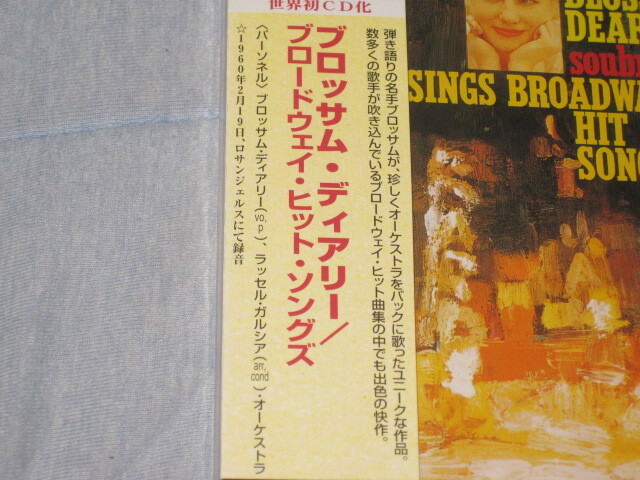 世界初CD化
弾き語りの名手ブロッサムが、珍しくオーケストラをバックに歌ったユニークな作品。
数多くの歌手が吹き込んでいるブロードウェイ・ヒット曲集の中でも出色の快作。
ブロッサム・ディアリー/
ブロードウェイ・ヒット・ソングズ
〈パーソネル〉ブロッサム・ディアリー(vo, p)、ラッセル・ガルシア(arr, cond)・オーケストラ
☆1960年2月19日、ロサンジェルスにて録音
DEAR
SINGS BROADWA
HIT
SONG